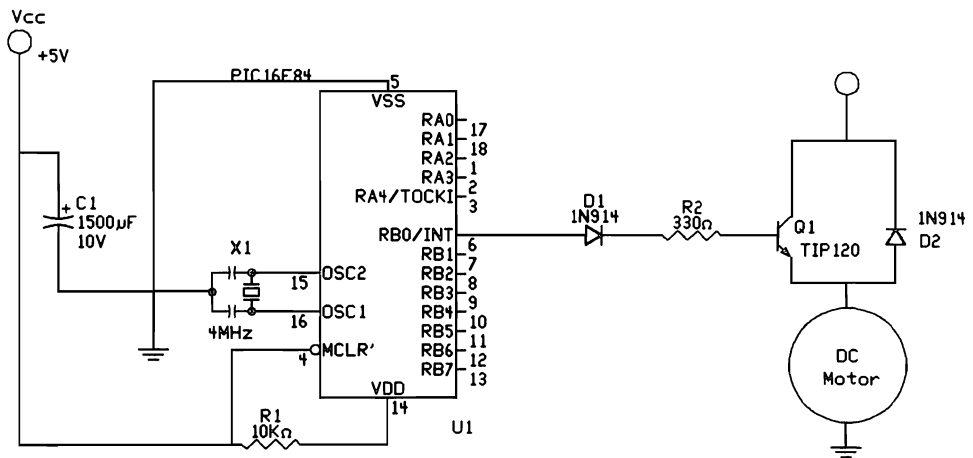 Vcc
+5V
PIC16F84
5
VSS
RA0
17
RA1
18
RA2
1
RA3
2
RA4/TOCKI
3
C1
1500µF
10V
D1
1N914
R2
330Ω
Q1
TIP120
1N914
D2
RB0/INT
6
RB1
7
RB2
8
RB3
9
RB4
10
RB5
11
RB6
12
RB7
13
X1
15
OSC2
16
OSC1
4MHz
4
MCLR'
VDD
14
R1
10KΩ
U1
DC
Motor